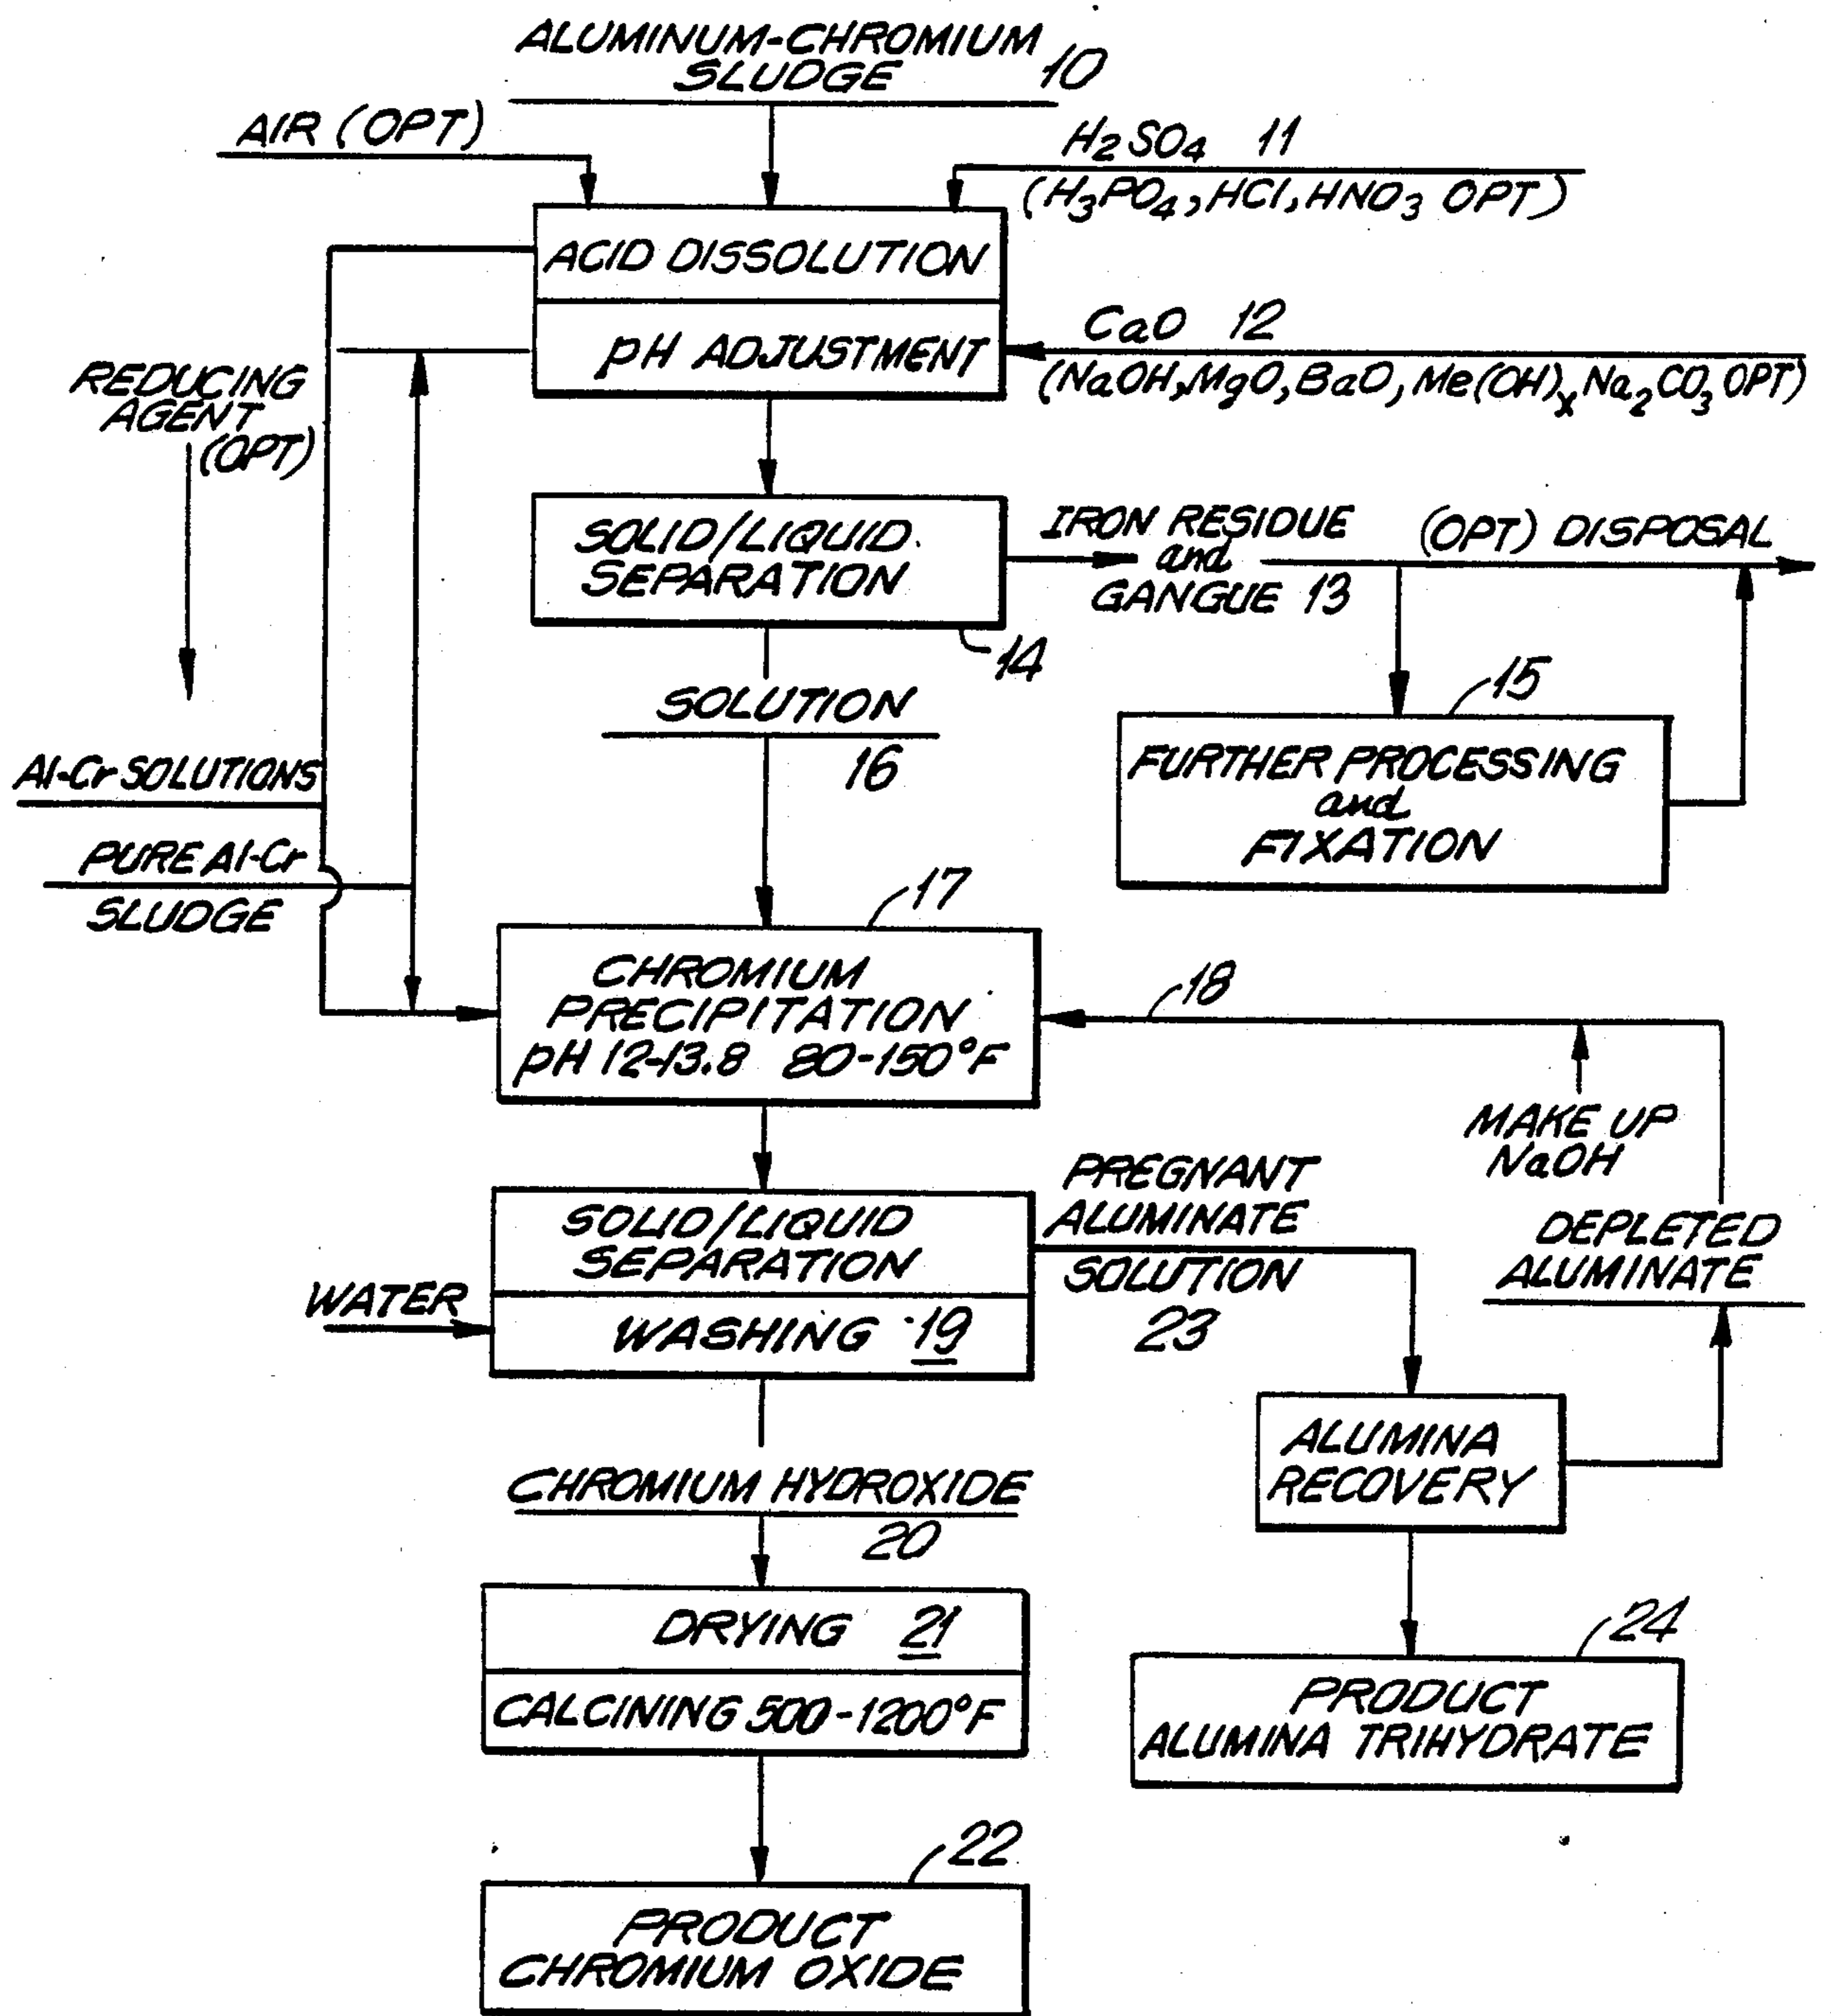 ALUMINUM-CHROMIUM
SLUDGE 10
AIR (OPT)
H2SO4 11
(H3PO4, HCl, HNO3 OPT)
ACID DISSOLUTION
pH ADJUSTMENT
CaO 12
(NaOH, MgO, BaO, Me(OH)x Na2CO3 OPT)
REDUCING
AGENT
(OPT)
SOLID/LIQUID
SEPARATION
14
IRON RESIDUE
and
GANGUE 13
(OPT) DISPOSAL
SOLUTION
16
15
FURTHER PROCESSING
and
FIXATION
Al-Cr SOLUTIONS
PURE Al-Cr
SLUDGE
17
CHROMIUM
PRECIPITATION
pH 12-13.8 80-150°F
18
MAKE UP
NaOH
DEPLETED
ALUMINATE
SOLID/LIQUID
SEPARATION
WATER
WASHING 19
PREGNANT
ALUMINATE
SOLUTION
23
ALUMINA
RECOVERY
CHROMIUM HYDROXIDE
20
DRYING 21
CALCINING 500-1200°F
24
PRODUCT
ALUMINA TRIHYDRATE
22
PRODUCT
CHROMIUM OXIDE